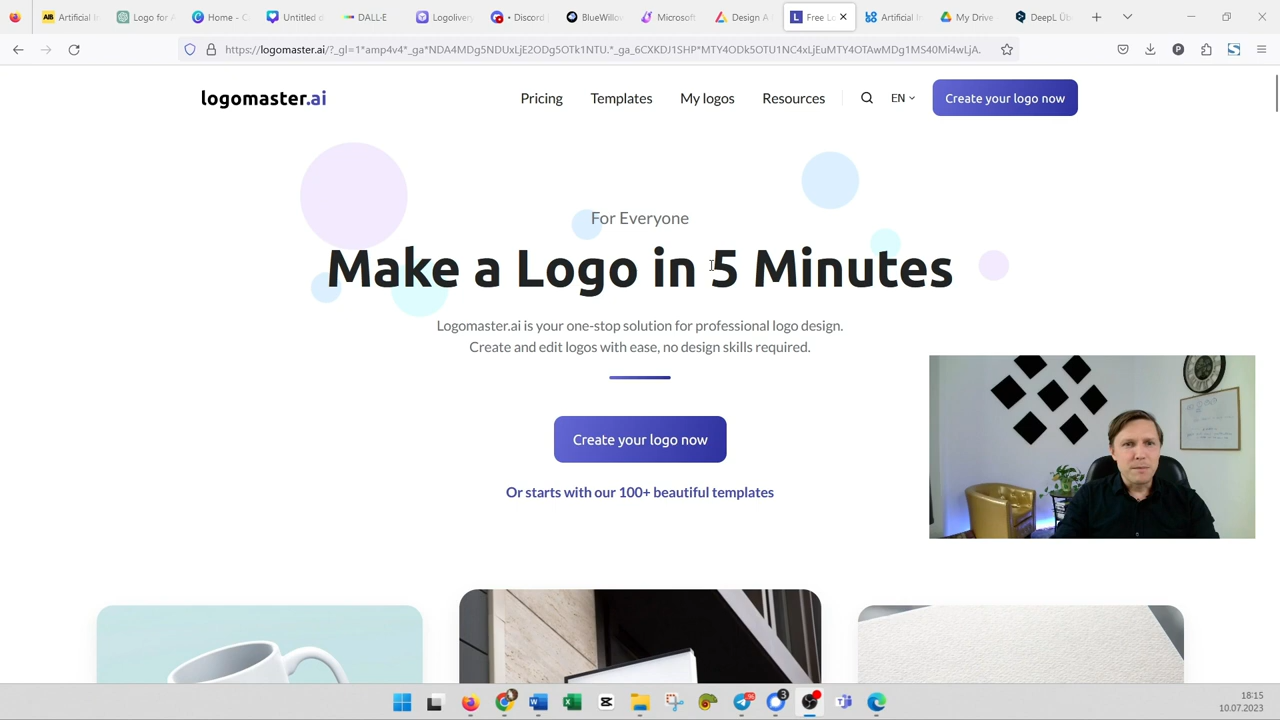 Artificial I
Logo for A
Home - C
Untitled d
DALL-E
Logolivery
• Discord
BlueWillow
Microsoft
Design A
Free Lo
Artificial In
My Drive
DeepL Üb
https://logomaster.ai/?_gl=1*amp4v4*_ga*NDA4MDg5NDUxLjE2ODg5OTk1NTU.*_ga_6CXKDJ1SHP*MTY4ODk5OTU1NC4xLjEuMTY4OTAwMDg1MS40Mi4wLjA.
logomaster.ai
Pricing
Templates
My logos
Resources
EN
Create your logo now
For Everyone
Make a Logo in 5 Minutes
Logomaster.ai is your one-stop solution for professional logo design.
Create and edit logos with ease, no design skills required.
Create your logo now
Or starts with our 100+ beautiful templates
18:15
10.07.2023